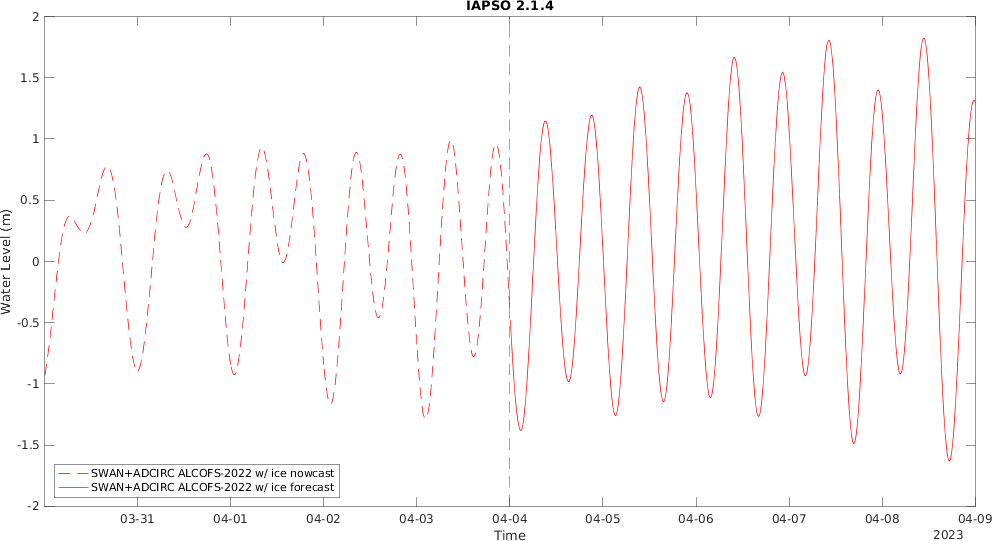 IAPSO 2.1.4
Water Level (m)
2
1.5
1
0.5
0
-0.5
-1
-1.5
-2
SWAN+ADCIRC ALCOFS-2022 w/ ice nowcast
SWAN+ADCIRC ALCOFS-2022 w/ ice forecast
03-31 04-01 04-02 04-03 04-04 04-05 04-06 04-07 04-08 04-09
Time
2023